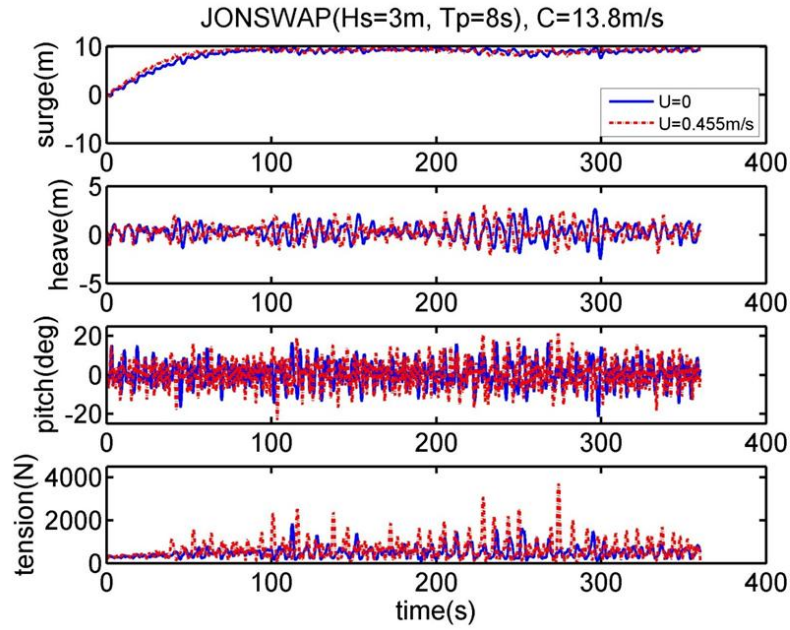 JONSWAP(Hs=3m, Tp=8s), C=13.8m/s
10
0
-10
surge(m)
U=0
U=0.455m/s
0 100 200 300 400
5
0
-5
heave(m)
0 100 200 300 400
20
0
-20
pitch(deg)
0 100 200 300 400
4000
2000
0
tension(N)
0 100 200 300 400
time(s)